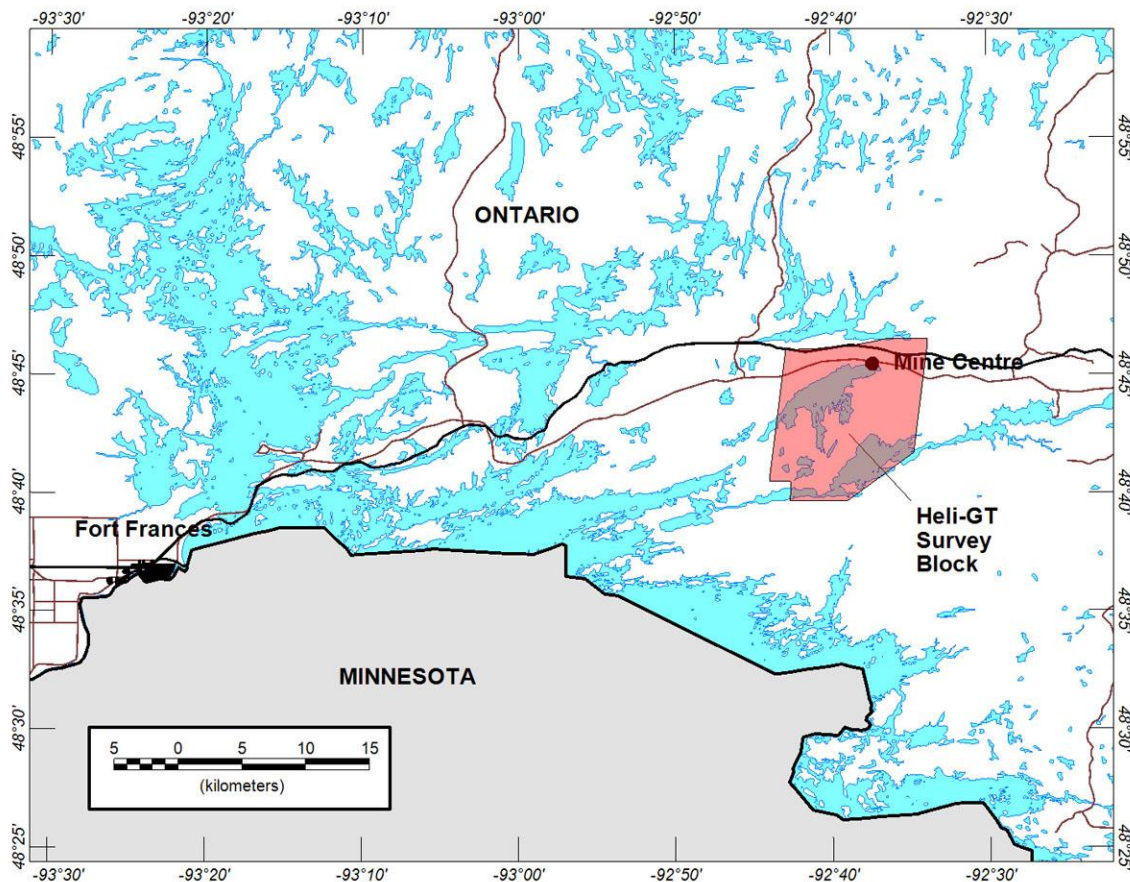 -93°30' -93°20' -93°10' -93°00' -92°50' -92°40' -92°30'
48°55' 48°55'
48°50' 48°50'
ONTARIO
48°45' 48°45'
Mine Centre
48°40' 48°40'
Heli-GT
Survey
Block
Fort Frances
48°35' 48°35'
MINNESOTA
48°30' 48°30'
5 0 5 10 15
(kilometers)
48°25' 48°25'
-93°30' -93°20' -93°10' -93°00' -92°50' -92°40' -92°30'